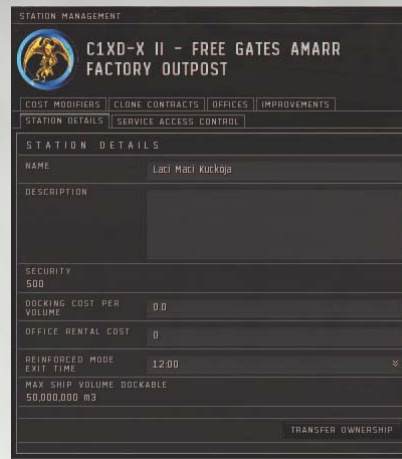 STATION MANAGEMENT
C1XD-X II - FREE GATES AMARR
FACTORY OUTPOST
COST MODIFIERS CLONE CONTRACTS OFFICES IMPROVEMENTS
STATION DETAILS SERVICE ACCESS CONTROL
STATION DETAILS
NAME Laci Maci Kuckója
DESCRIPTION
SECURITY
500
DOCKING COST PER
VOLUME 0.0
OFFICE RENTAL COST 0
REINFORCED MODE
EXIT TIME 12:00
MAX SHIP VOLUME DOCKABLE
50,000,000 m3
TRANSFER OWNERSHIP